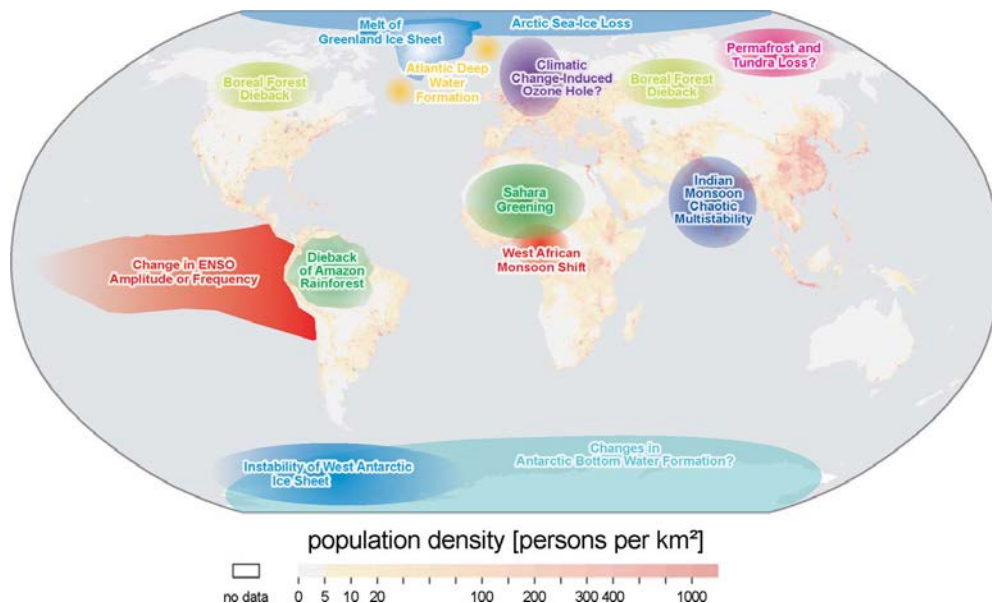 Melt of
Greenland Ice Sheet
Arctic Sea-Ice Loss
Atlantic Deep
Water
Formation
Climatic
Change-Induced
Ozone Hole?
Permafrost and
Tundra Loss?
Boreal Forest
Dieback
Boreal Forest
Dieback
Sahara
Greening
Indian
Monsoon
Chaotic
Multistability
West African
Monsoon Shift
Change in ENSO
Amplitude or Frequency
Dieback
of Amazon
Rainforest
Instability of West Antarctic
Ice Sheet
Changes in
Antarctic Bottom Water Formation?
population density [persons per km²]
no data 0 5 10 20 100 200 300 400 1000